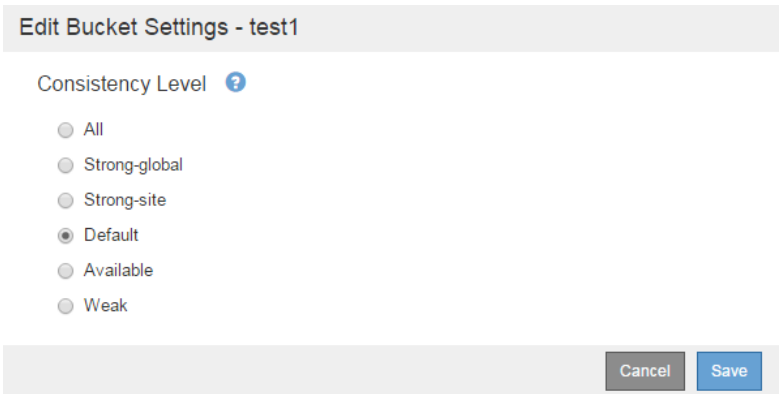 Edit Bucket Settings - test1
Consistency Level ?
All
Strong-global
Strong-site
Default
Available
Weak
Cancel Save